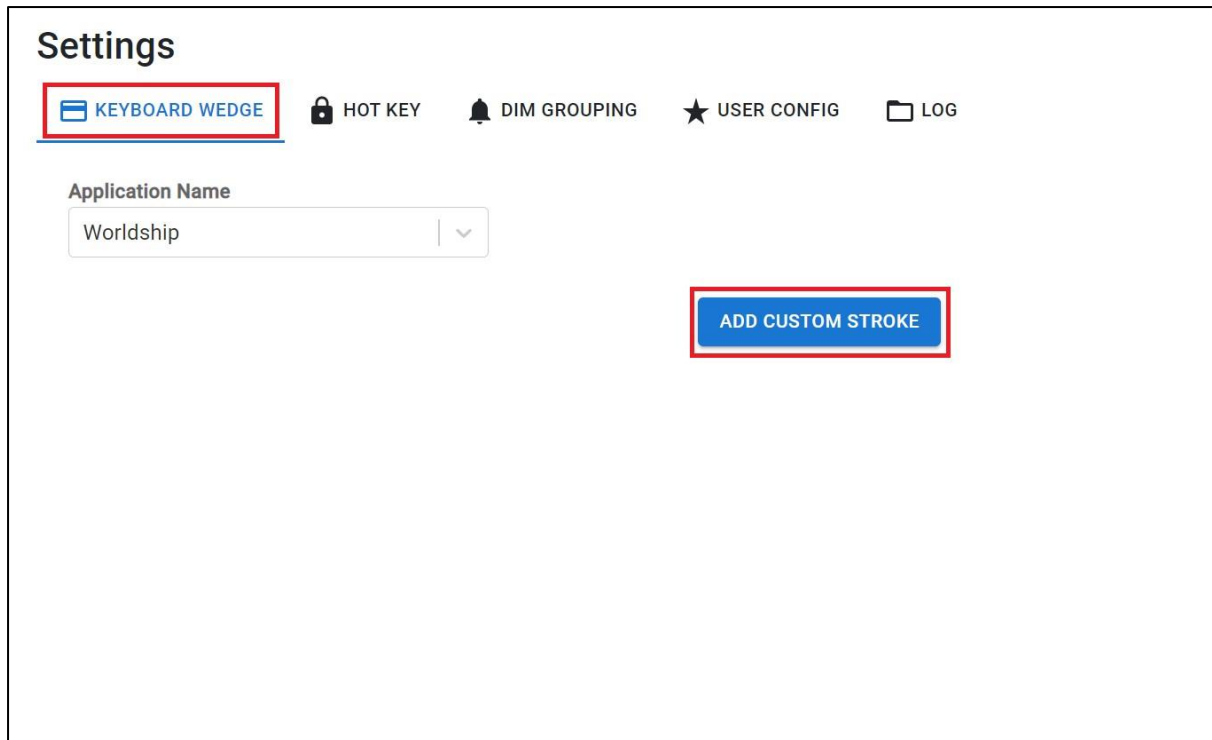 Settings
KEYBOARD WEDGE HOT KEY DIM GROUPING USER CONFIG LOG
Application Name
Worldship
ADD CUSTOM STROKE